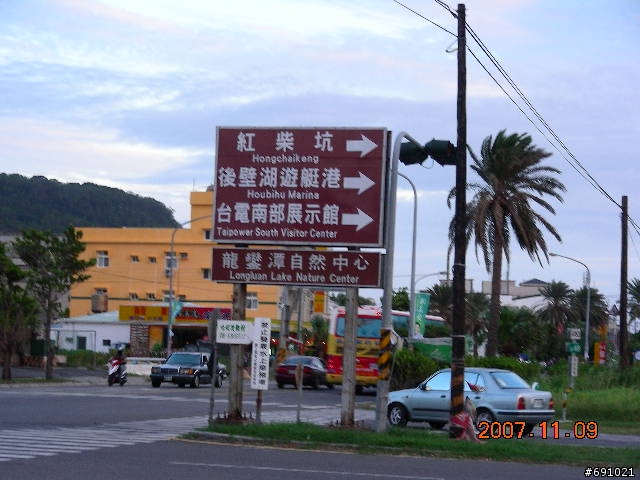 紅柴坑
Hongchaikeng
後壁湖遊艇港
Houbihu Marina
台電南部展示館
Taipower South Visitor Center
龍鑾潭自然中心
Longluan Lake Nature Center
2007.11.09
#691021